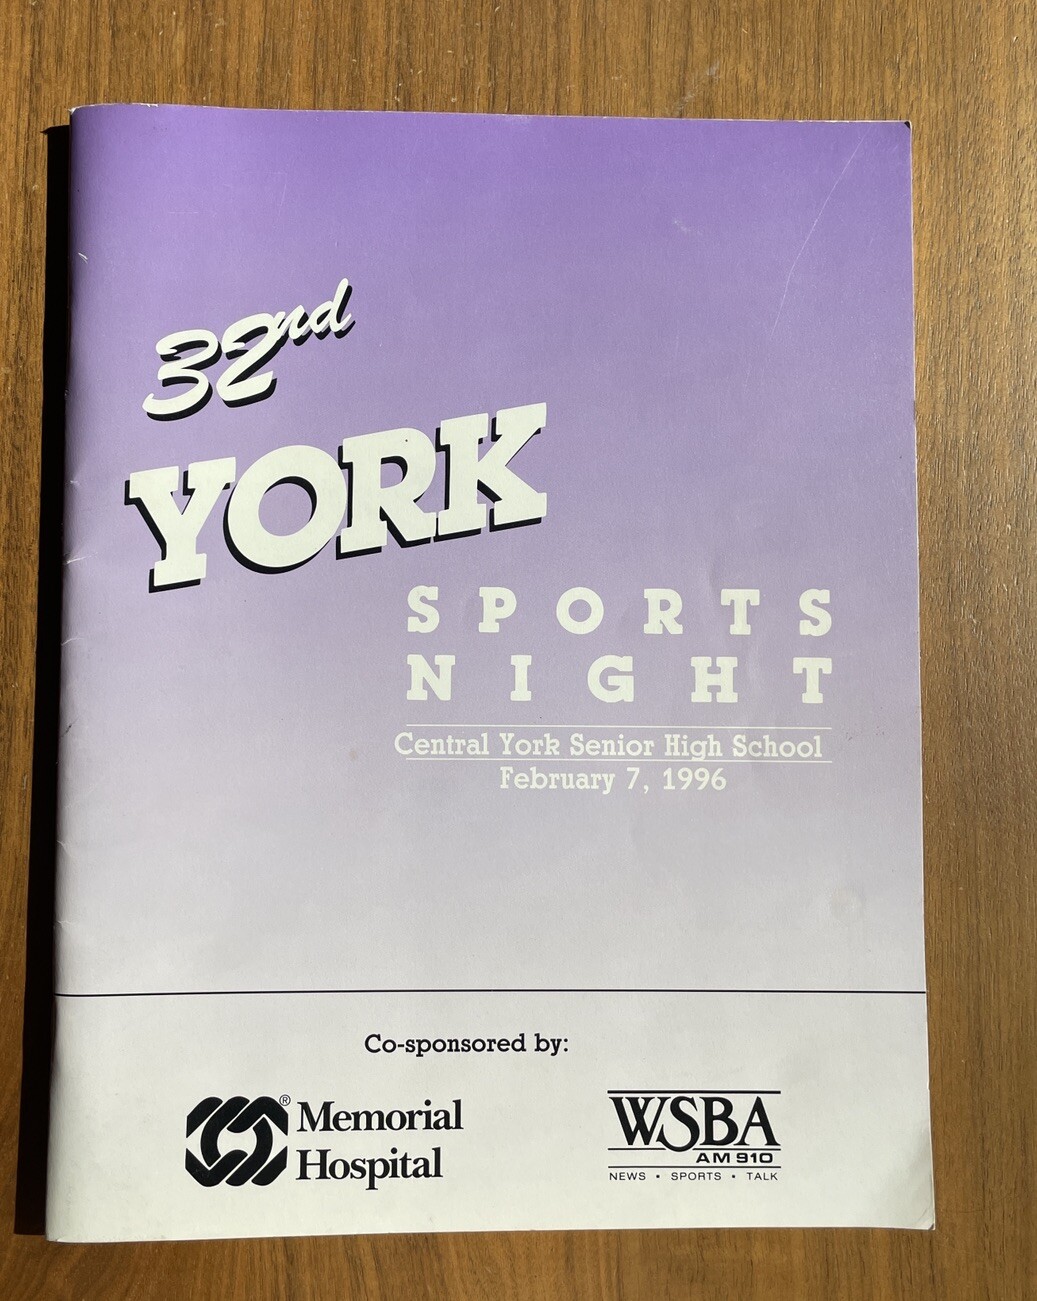 32nd
YORK
SPORTS
NIGHT
Central York Senior High School
February 7, 1996
Co-sponsored by:
® Memorial
Hospital
WSBA
AM 910
NEWS • SPORTS • TALK